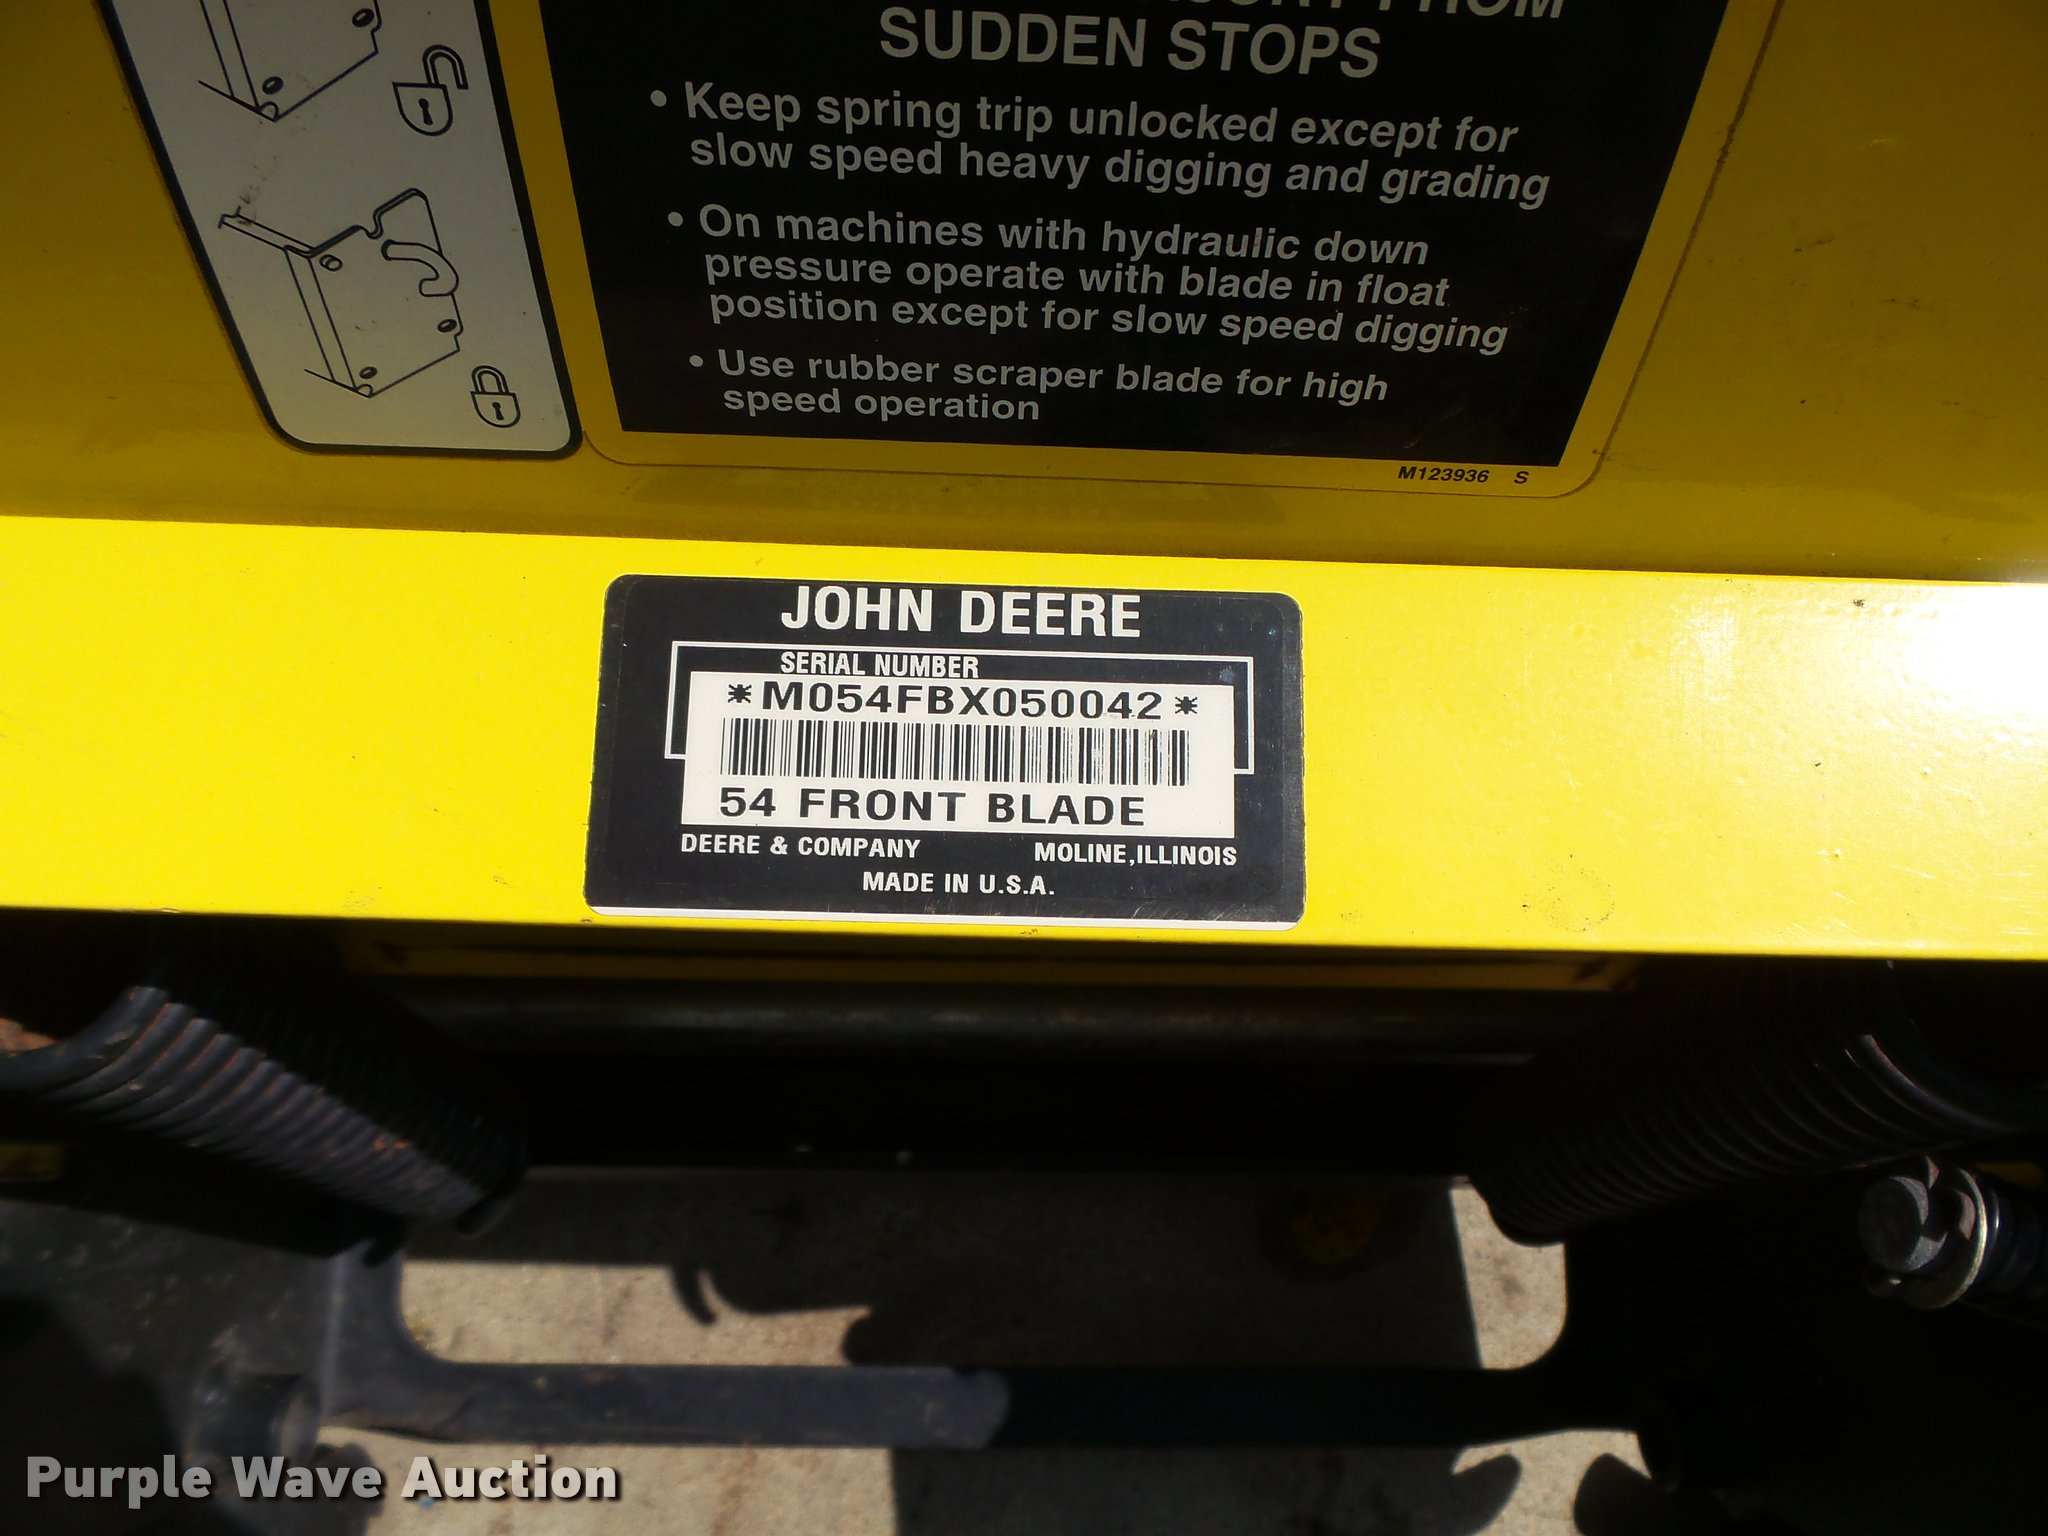 FROM
SUDDEN STOPS
• Keep spring trip unlocked except for
slow speed heavy digging and grading
• On machines with hydraulic down
pressure operate with blade in float
position except for slow speed digging
• Use rubber scraper blade for high
speed operation
M123936 S
JOHN DEERE
SERIAL NUMBER
*M054FBX050042*
54 FRONT BLADE
DEERE & COMPANY MOLINE,ILLINOIS
MADE IN U.S.A.
Purple Wave Auction